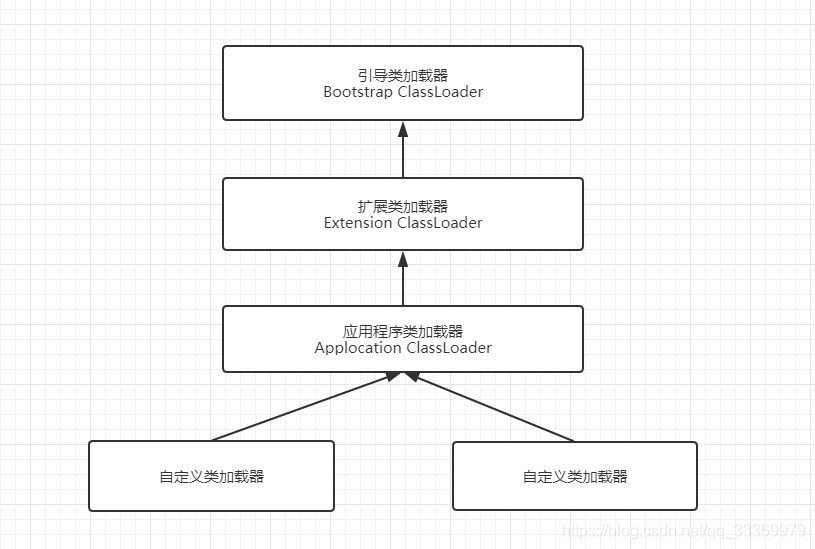 引导类加载器
Bootstrap ClassLoader
扩展类加载器
Extension ClassLoader
应用程序类加载器
Applocation ClassLoader
自定义类加载器
自定义类加载器
https://blog.csdn.net/qq_33369979